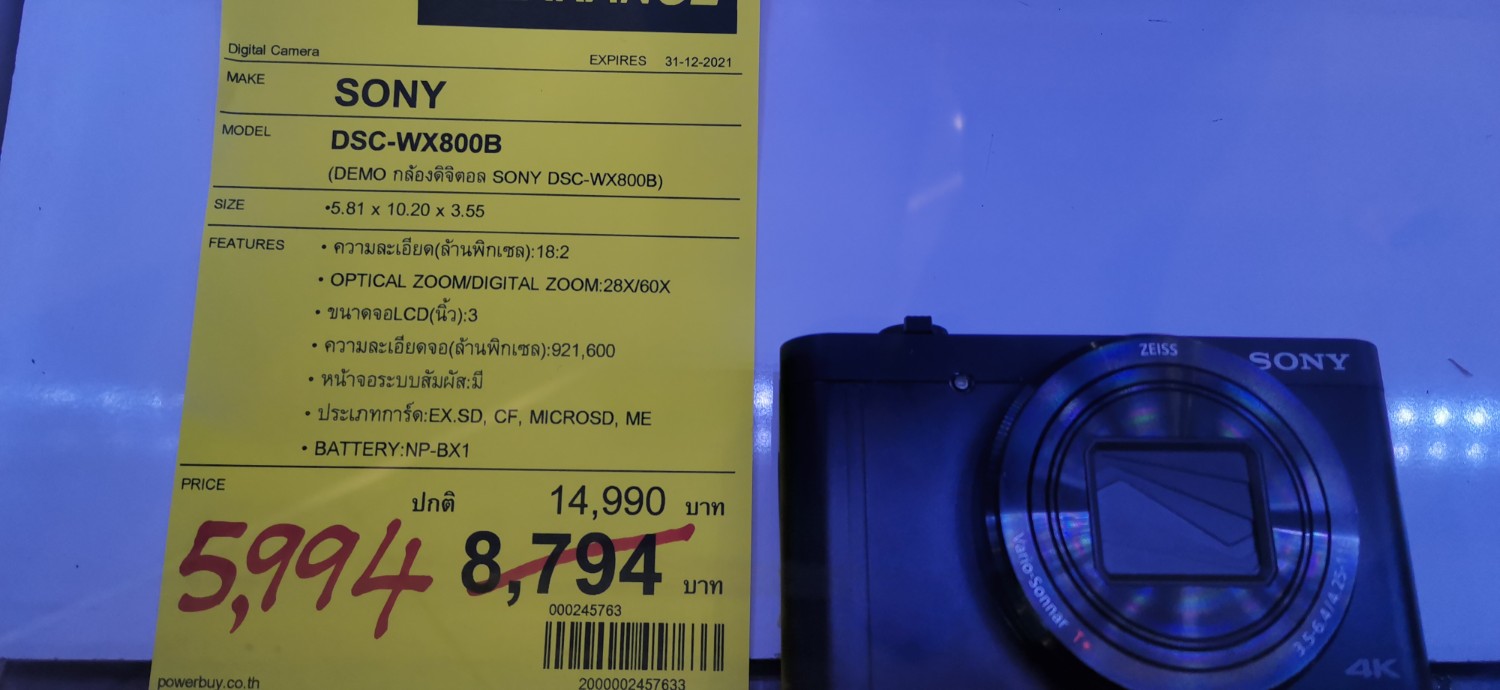 Digital Camera
EXPIRES 31-12-2021
MAKE SONY
MODEL DSC-WX800B
(DEMO กล้องดิจิตอล SONY DSC-WX800B)
SIZE •5.81 x 10.20 x 3.55
FEATURES • ความละเอียด(ล้านพิกเซล):18:2
• OPTICAL ZOOM/DIGITAL ZOOM:28X/60X
• ขนาดจอLCD(นิ้ว):3
• ความละเอียดจอ(ล้านพิกเซล):921,600
• หน้าจอระบบสัมผัส:มี
• ประเภทการ์ด:EX.SD, CF, MICROSD, ME
• BATTERY:NP-BX1
PRICE
ปกติ 14,990 บาท
5,994 8,794 บาท
000245763
2000002457633
powerbuy.co.th
ZEISS
SONY
Vario-Sonnar T*
4K